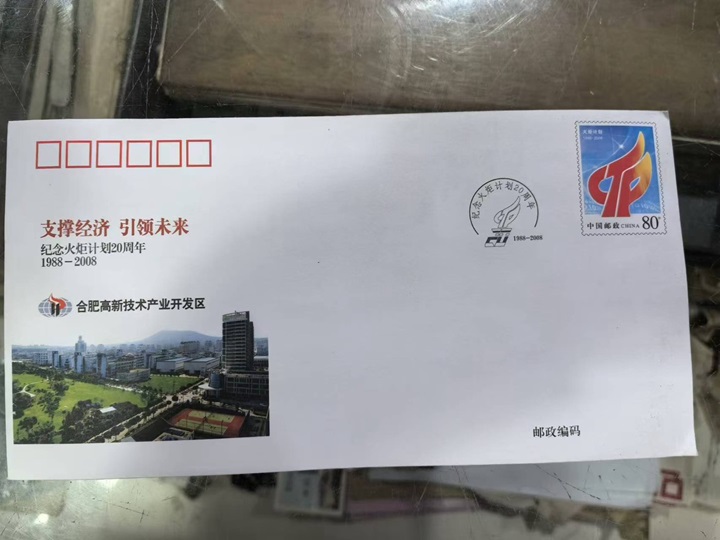 支撑经济 引领未来
纪念火炬计划20周年
1988-2008
合肥高新技术产业开发区
纪念火炬计划20周年
1988-2008
火炬计划
1988-2008
中国邮政 CHINA 80分
邮政编码